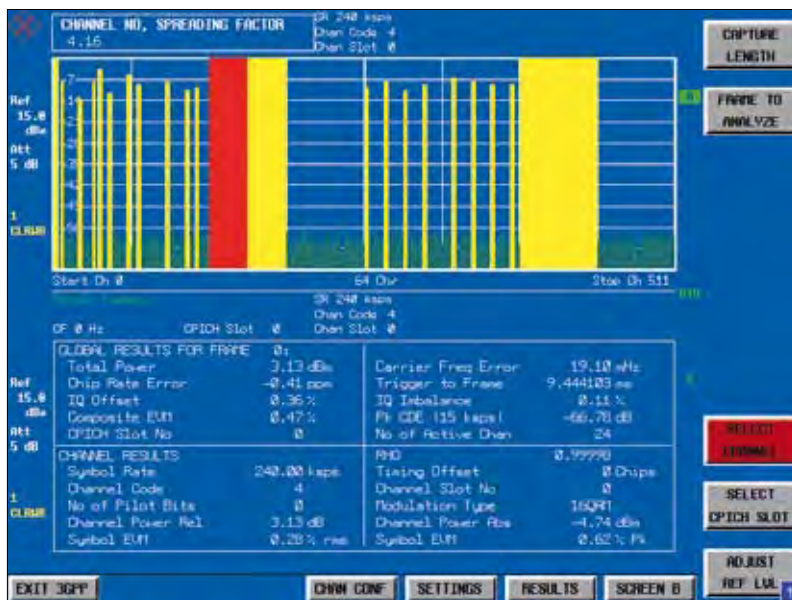 CHANNEL NO, SPREADING FACTOR
4.16
SR 240 ksps
Chan Code 4
Chan Slot 0
CAPTURE
LENGTH
FRAME TO
ANALYZE
Ref
15.0
dBm
Att
5 dB
1
CLRWR
-7
Start Ch 0
64 Ch/
Stop Ch 511
SR 240 ksps
Chan Code 4
CF 0 Hz
CPICH Slot 0
Chan Slot 0
GLOBAL RESULTS FOR FRAME 0:
Total Power 3.13 dBm
Carrier Freq Error 19.10 mHz
Chip Rate Error -0.41 ppm
Trigger to Frame 9.444103 ms
IQ Offset 0.36 %
IQ Imbalance 0.11 %
Composite EVM 0.47 %
Pk CDE (15 ksps) -66.78 dB
CPICH Slot No 0
No of Active Chan 24
CHANNEL RESULTS
RHO 0.99998
Symbol Rate 240.00 ksps
Timing Offset 0 Chips
Channel Code 4
Channel Slot No 0
No of Pilot Bits 0
Modulation Type 16QAM
Channel Power Rel 3.13 dB
Channel Power Abs -4.74 dBm
Symbol EVM 0.28 % rms
Symbol EVM 0.62 % Pk
Ref
15.0
dBm
Att
5 dB
1
CLRWR
SELECT
CHANNEL
SELECT
CPICH SLOT
ADJUST
REF LVL
EXIT 3GPP
CHAN CONF
SETTINGS
RESULTS
SCREEN B